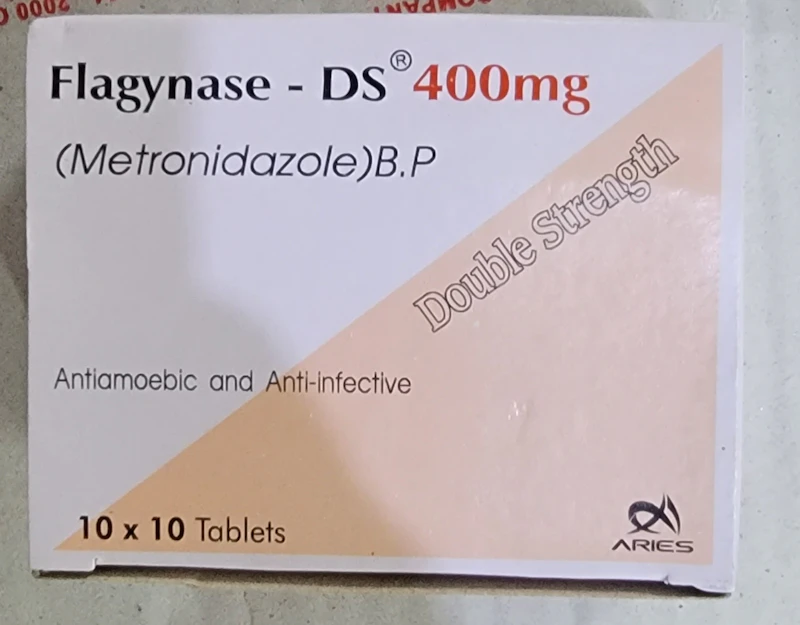 Flagynase - DS® 400mg
(Metronidazole)B.P
Double Strength
Antiamoebic and Anti-infective
10 x 10 Tablets
ARIES